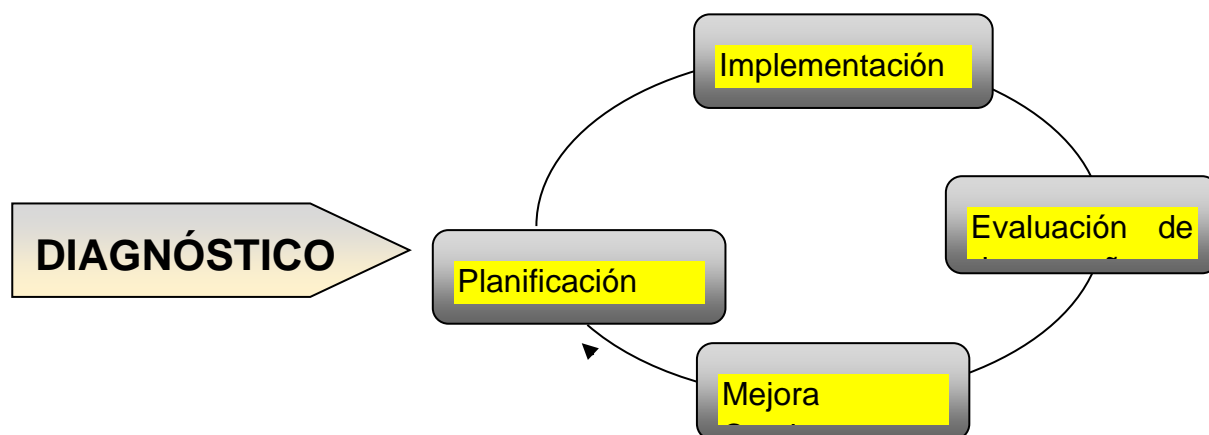 Implementación
Evaluación de
DIAGNÓSTICO
Planificación
Mejora